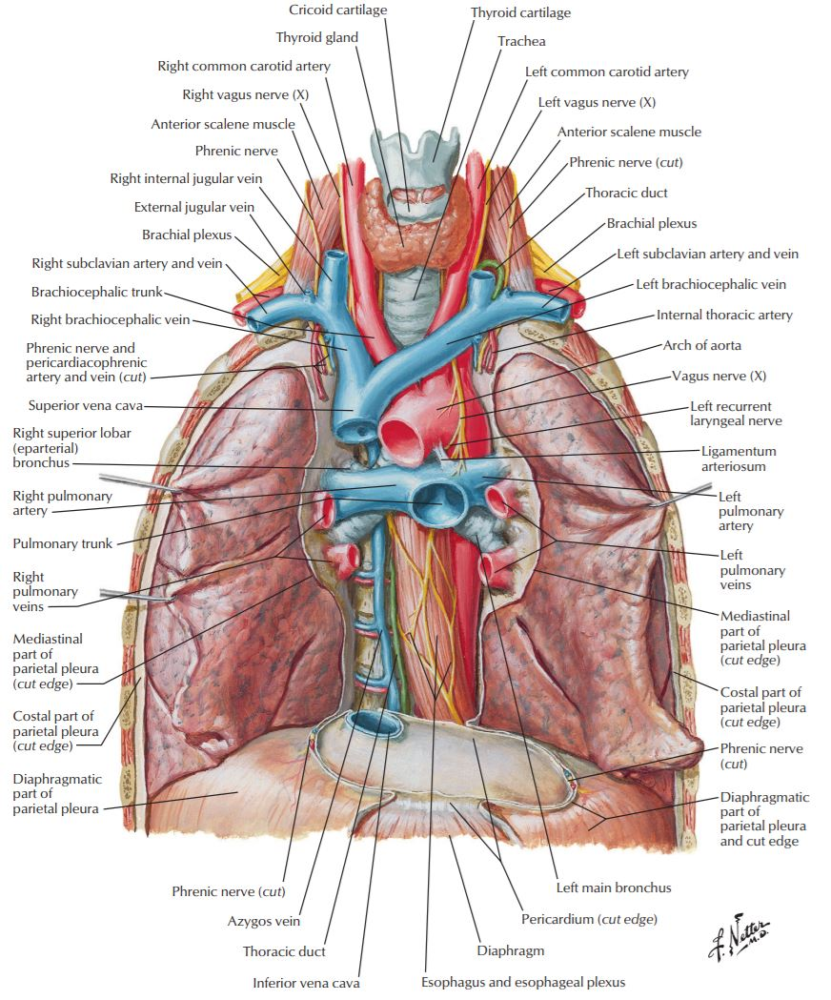 Cricoid cartilage
Thyroid cartilage
Thyroid gland
Trachea
Right common carotid artery
Left common carotid artery
Right vagus nerve (X)
Left vagus nerve (X)
Anterior scalene muscle
Anterior scalene muscle
Phrenic nerve
Phrenic nerve (cut)
Right internal jugular vein
Thoracic duct
External jugular vein
Brachial plexus
Brachial plexus
Right subclavian artery and vein
Left subclavian artery and vein
Brachiocephalic trunk
Left brachiocephalic vein
Right brachiocephalic vein
Internal thoracic artery
Phrenic nerve and
pericardiacophrenic
artery and vein (cut)
Arch of aorta
Vagus nerve (X)
Superior vena cava
Left recurrent
laryngeal nerve
Right superior lobar
(eparterial)
bronchus
Ligamentum
arteriosum
Right pulmonary
artery
Left
pulmonary
artery
Pulmonary trunk
Left
pulmonary
veins
Right
pulmonary
veins
Mediastinal
part of
parietal pleura
(cut edge)
Mediastinal
part of
parietal pleura
(cut edge)
Costal part of
parietal pleura
(cut edge)
Costal part of
parietal pleura
(cut edge)
Phrenic nerve
(cut)
Diaphragmatic
part of
parietal pleura
Diaphragmatic
part of
parietal pleura
and cut edge
Phrenic nerve (cut)
Left main bronchus
Azygos vein
Pericardium (cut edge)
Thoracic duct
Diaphragm
Inferior vena cava
Esophagus and esophageal plexus
F. Netter
M.D.